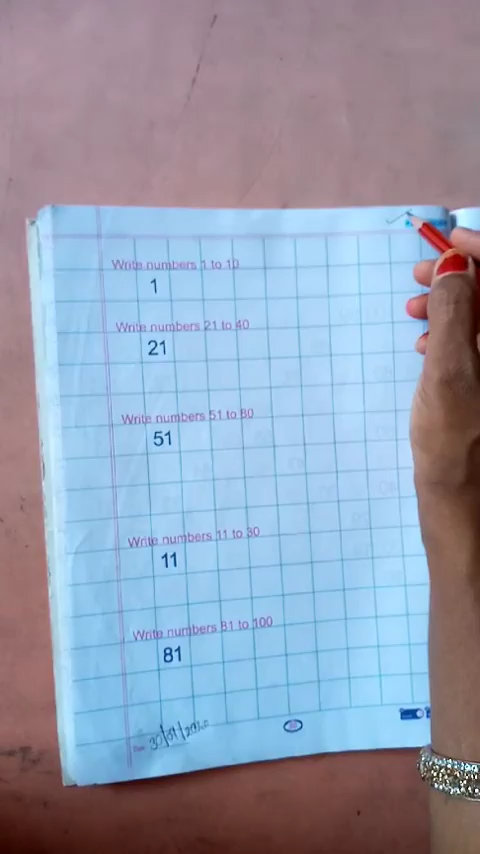 Write numbers 1 to 10
1
Write numbers 21 to 40
21
Write numbers 51 to 80
51
Write numbers 11 to 30
11
Write numbers 81 to 100
81
Date